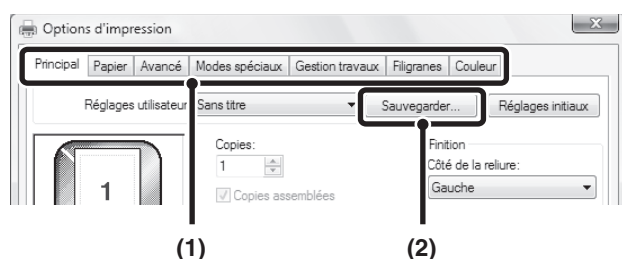 Options d'impression
Principal Papier Avancé Modes spéciaux Gestion travaux Filigranes Couleur
Réglages utilisateur Sans titre Sauvegarder... Réglages initiaux
Copies: Finition
1 Côté de la reliure:
1 Copies assemblées Gauche
(1) (2)